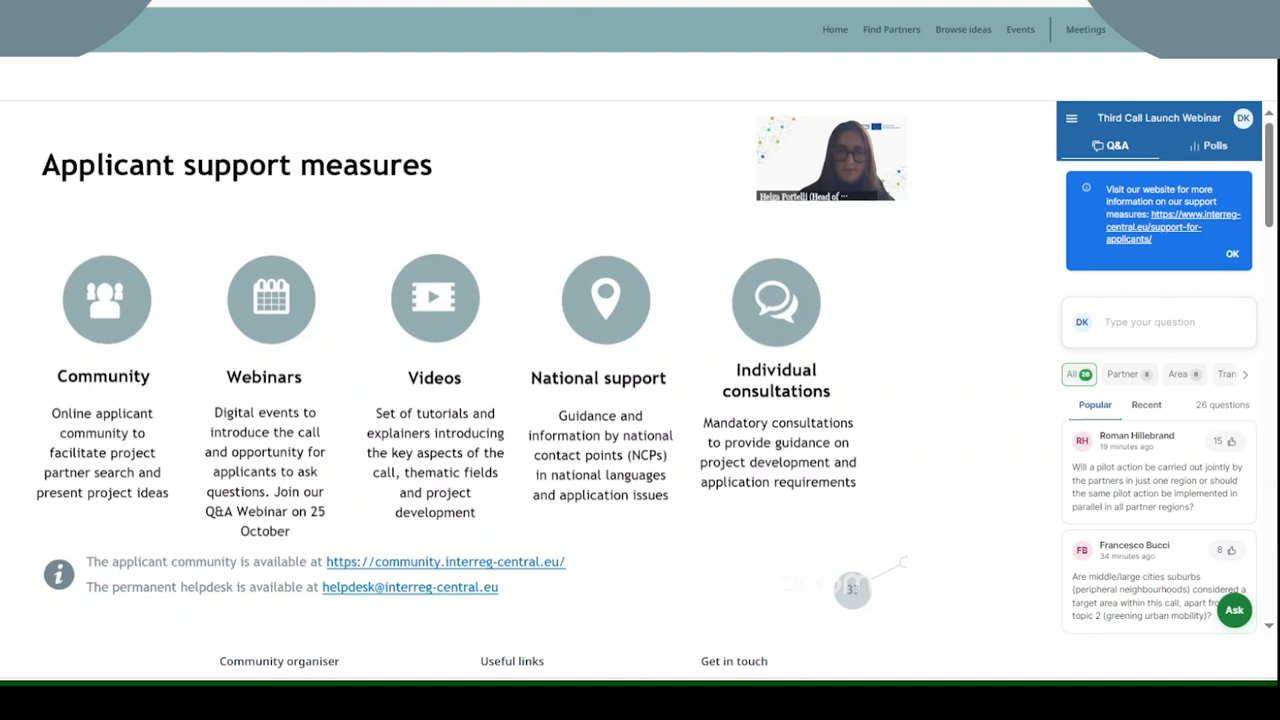 Home
Find Partners
Browse ideas
Events
Meetings
Applicant support measures
Helga Portelli (Head of ···
Community
Online applicant
community to
facilitate project
partner search and
present project ideas
Webinars
Digital events to
introduce the call
and opportunity for
applicants to ask
questions. Join our
Q&A Webinar on 25
October
Videos
Set of tutorials and
explainers introducing
the key aspects of the
call, thematic fields
and project
development
National support
Guidance and
information by national
contact points (NCPs)
in national languages
and application issues
Individual
consultations
Mandatory consultations
to provide guidance on
project development and
application requirements
The applicant community is available at https://community.interreg-central.eu/
The permanent helpdesk is available at helpdesk@interreg-central.eu
Community organiser
Useful links
Get in touch
Third Call Launch Webinar
DK
Q&A
Polls
Visit our website for more
information on our support
measures: https://www.interreg-
central.eu/support-for-
applicants/
OK
DK
Type your question
All
Partner 8
Area 8
Tran
Popular
Recent
26 questions
RH
Roman Hillebrand
19 minutes ago
15
Will a pilot action be carried out jointly by
the partners in just one region or should
the same pilot action be implemented in
parallel in all partner regions?
FB
Francesco Bucci
34 minutes ago
8
Are middle/large cities suburbs
(peripheral neighbourhoods) considered a
target area within this call, apart
topic 2 (greening urban mobility)?
Ask